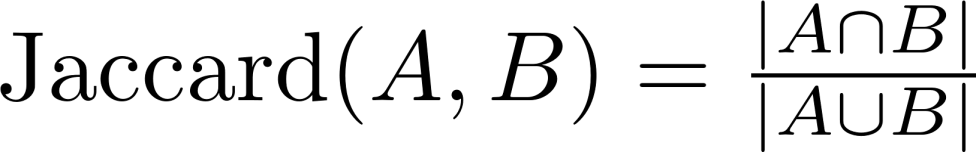 Jaccard(A, B) = |A∩B| / |A∪B|